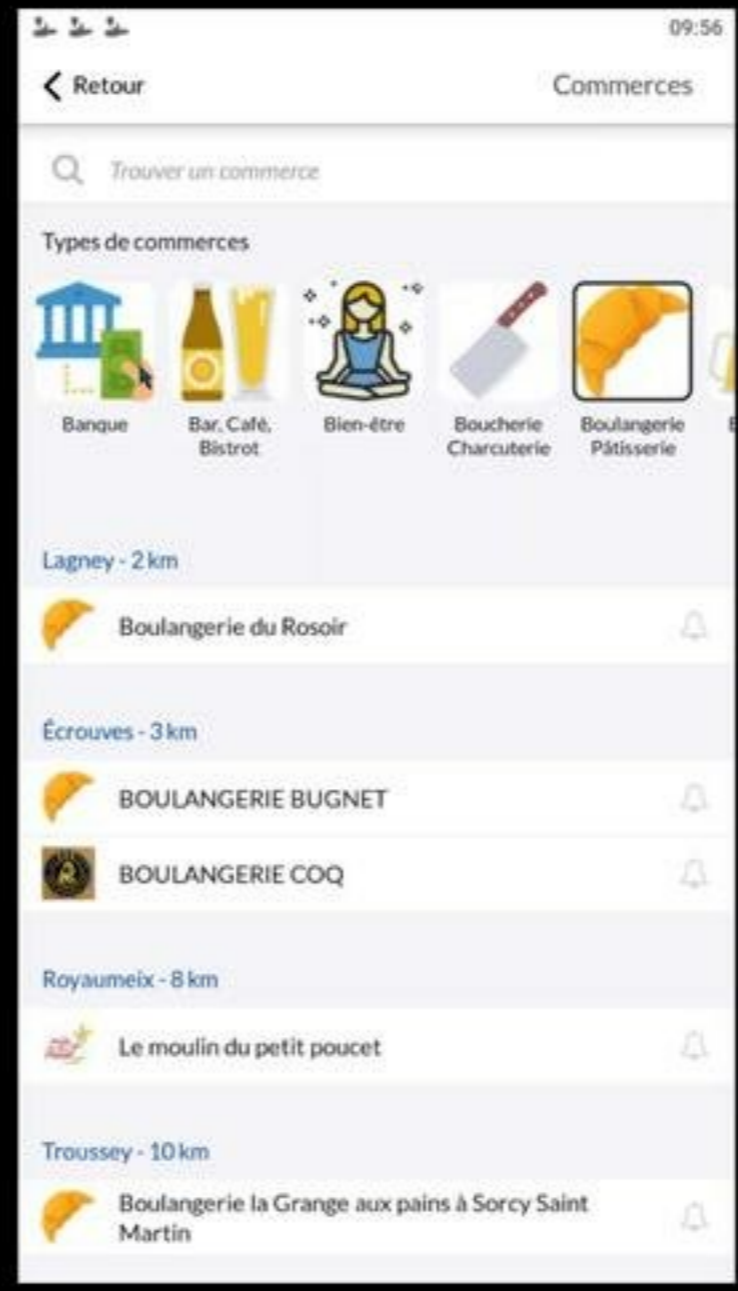 09:56
Retour
Commerces
Trouver un commerce
Types de commerces
Banque
Bar, Café,
Bistrot
Bien-être
Boucherie
Charcuterie
Boulangerie
Pâtisserie
Lagney - 2 km
Boulangerie du Rosoir
Écrouves - 3 km
BOULANGERIE BUGNET
BOULANGERIE COQ
Royaumeix - 8 km
Le moulin du petit poucet
Troussey - 10 km
Boulangerie la Grange aux pains à Sorcy Saint
Martin